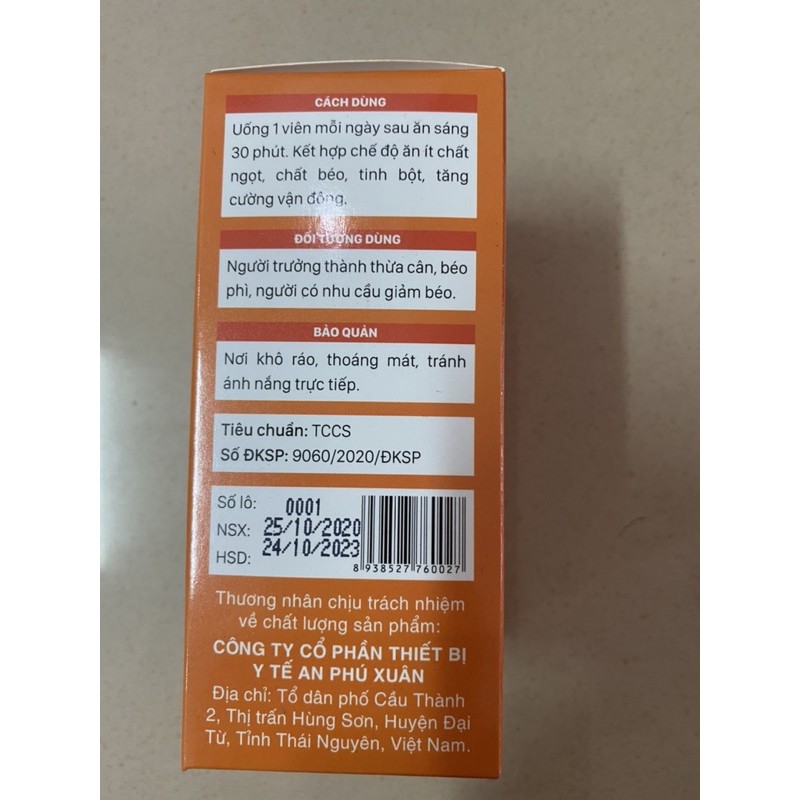 CÁCH DÙNG
Uống 1 viên mỗi ngày sau ăn sáng
30 phút. Kết hợp chế độ ăn ít chất
ngọt, chất béo, tinh bột, tăng
cường vận động.
ĐỐI TƯỢNG DÙNG
Người trưởng thành thừa cân, béo
phì, người có nhu cầu giảm béo.
BẢO QUẢN
Nơi khô ráo, thoáng mát, tránh
ánh nắng trực tiếp.
Tiêu chuẩn: TCCS
Số ĐKSP: 9060/2020/ĐKSP
Số lô: 0001
NSX: 25/10/2020
HSD: 24/10/2023
8 938527 760027
Thương nhân chịu trách nhiệm
về chất lượng sản phẩm:
CÔNG TY CỔ PHẦN THIẾT BỊ
Y TẾ AN PHÚ XUÂN
Địa chỉ: Tổ dân phố Cầu Thành
2, Thị trấn Hùng Sơn, Huyện Đại
Từ, Tỉnh Thái Nguyên, Việt Nam.